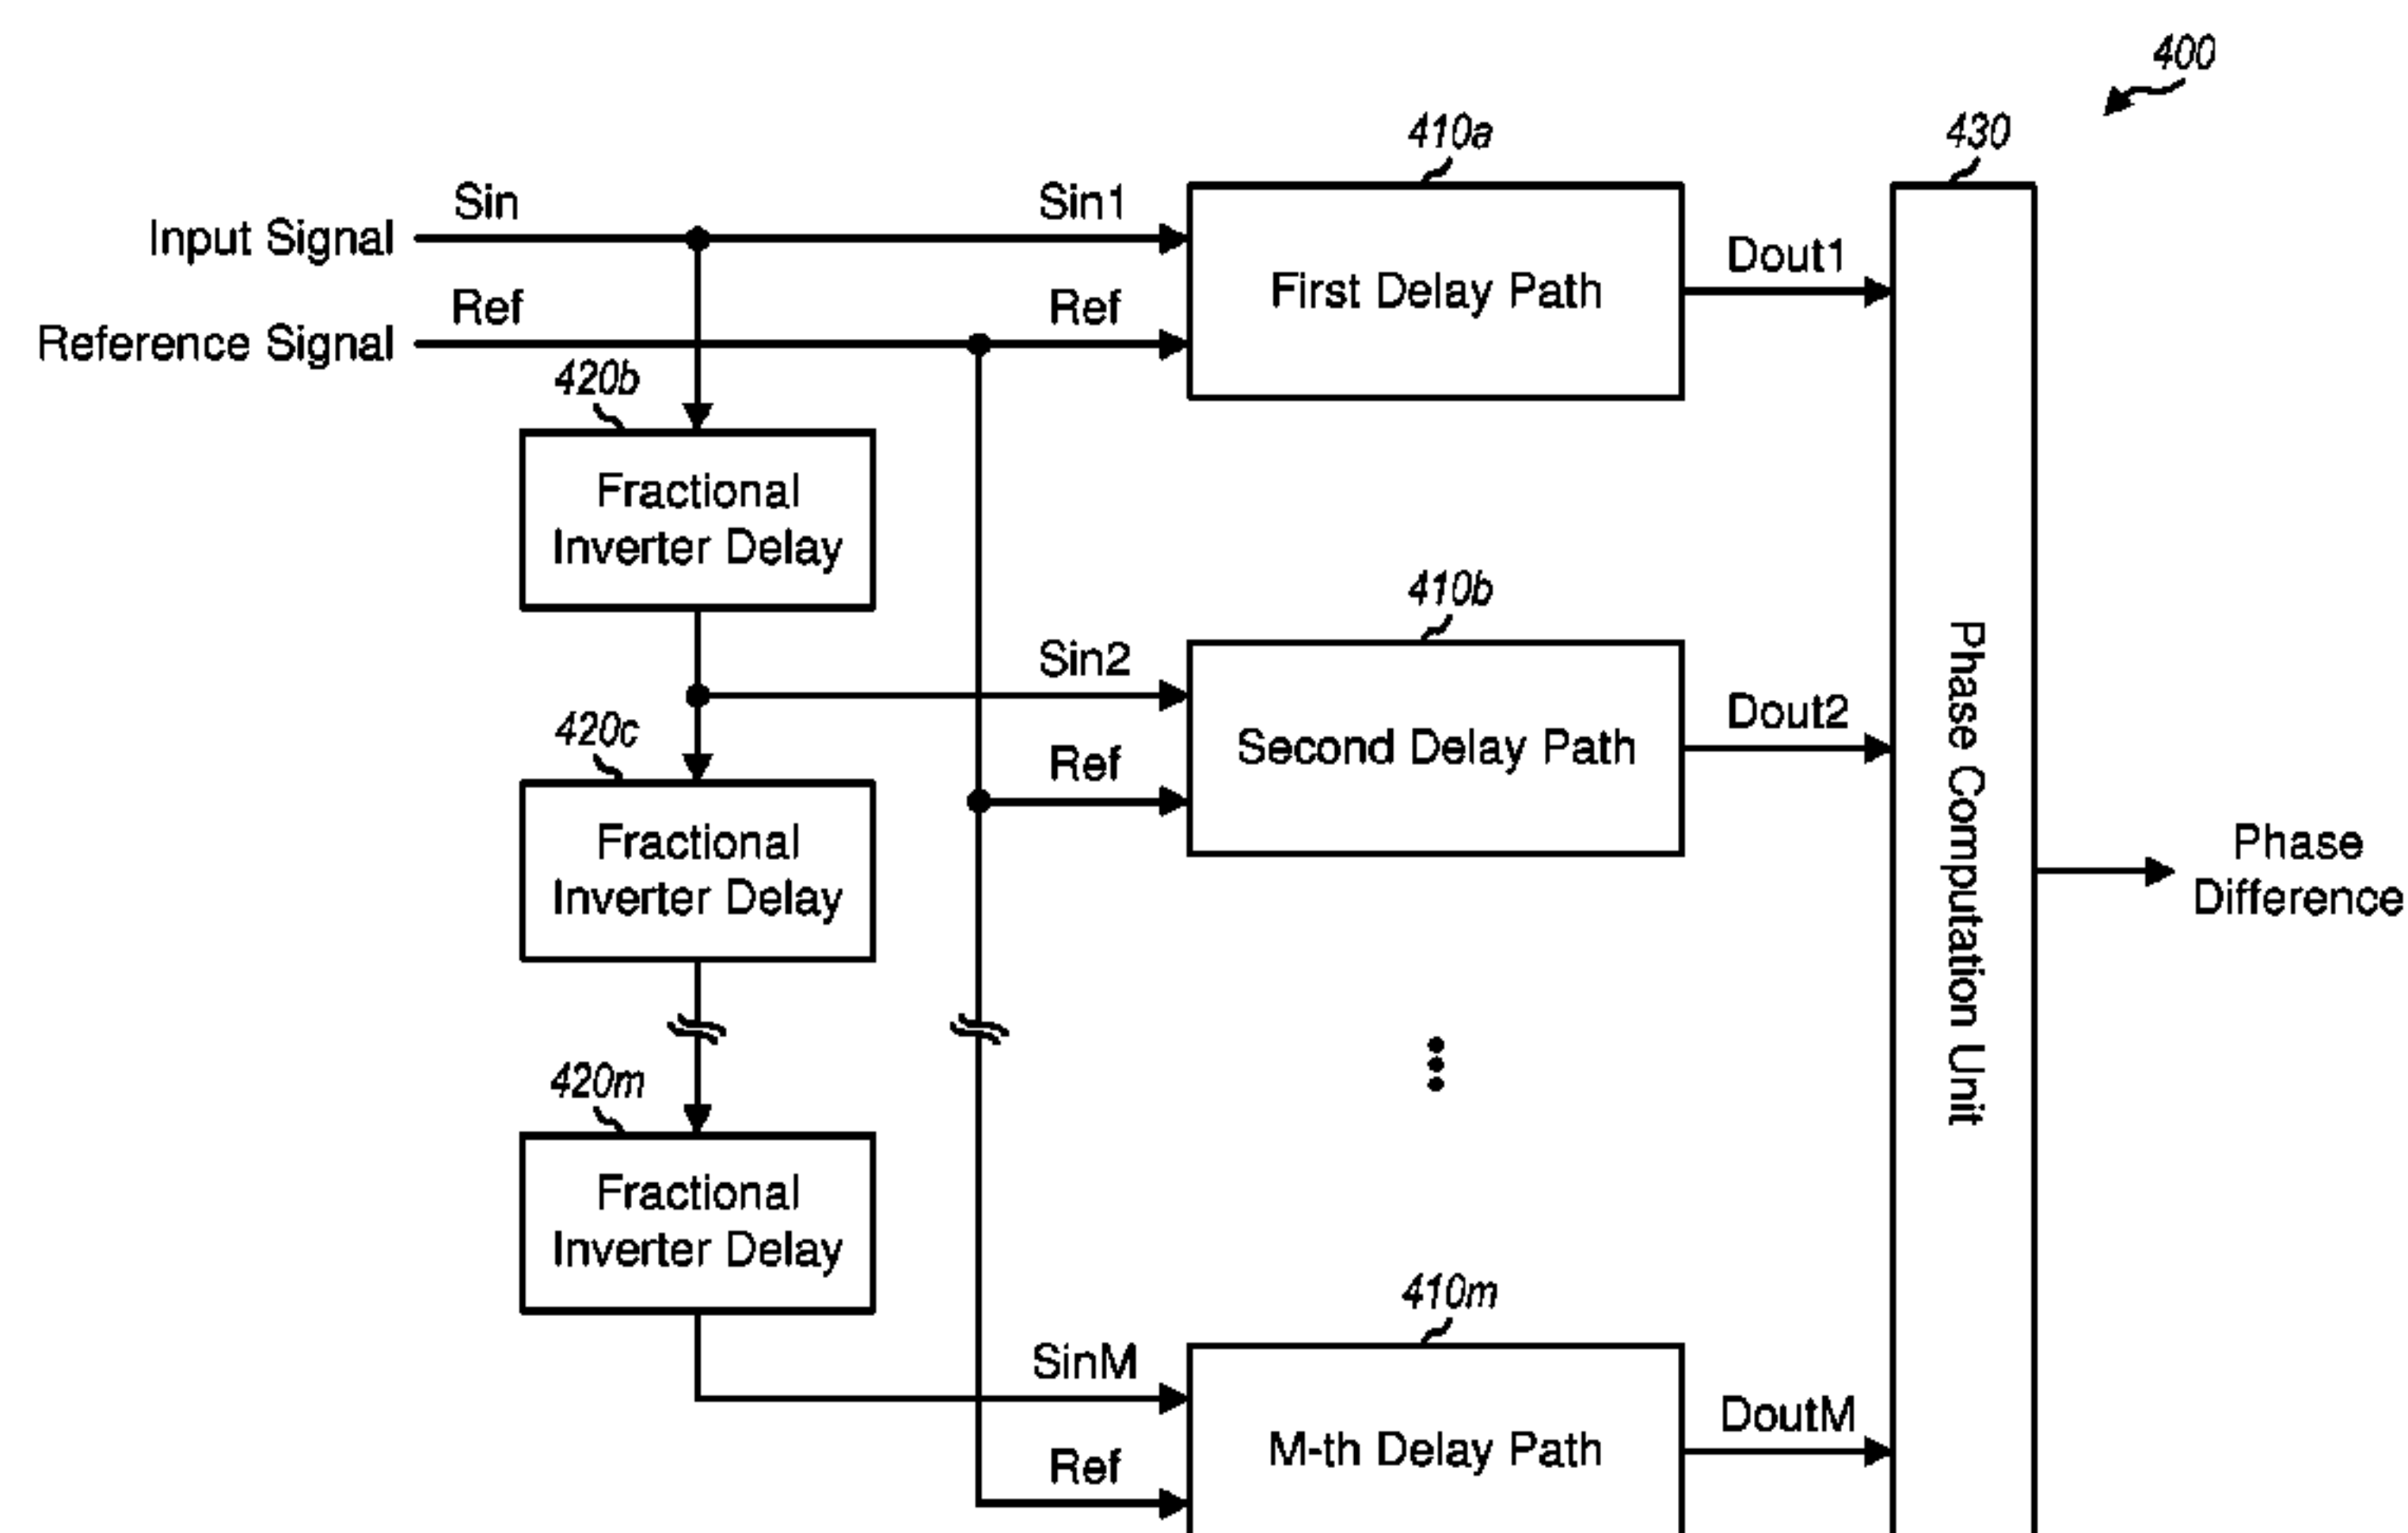 400
410a
430
Sin
Sin1
Input Signal
First Delay Path
Dout1
Ref
Ref
Reference Signal
420b
Fractional
Inverter Delay
410b
Sin2
Second Delay Path
Dout2
Ref
420c
Fractional
Inverter Delay
Phase Computation Unit
Phase
Difference
420m
Fractional
Inverter Delay
410m
SinM
M-th Delay Path
DoutM
Ref